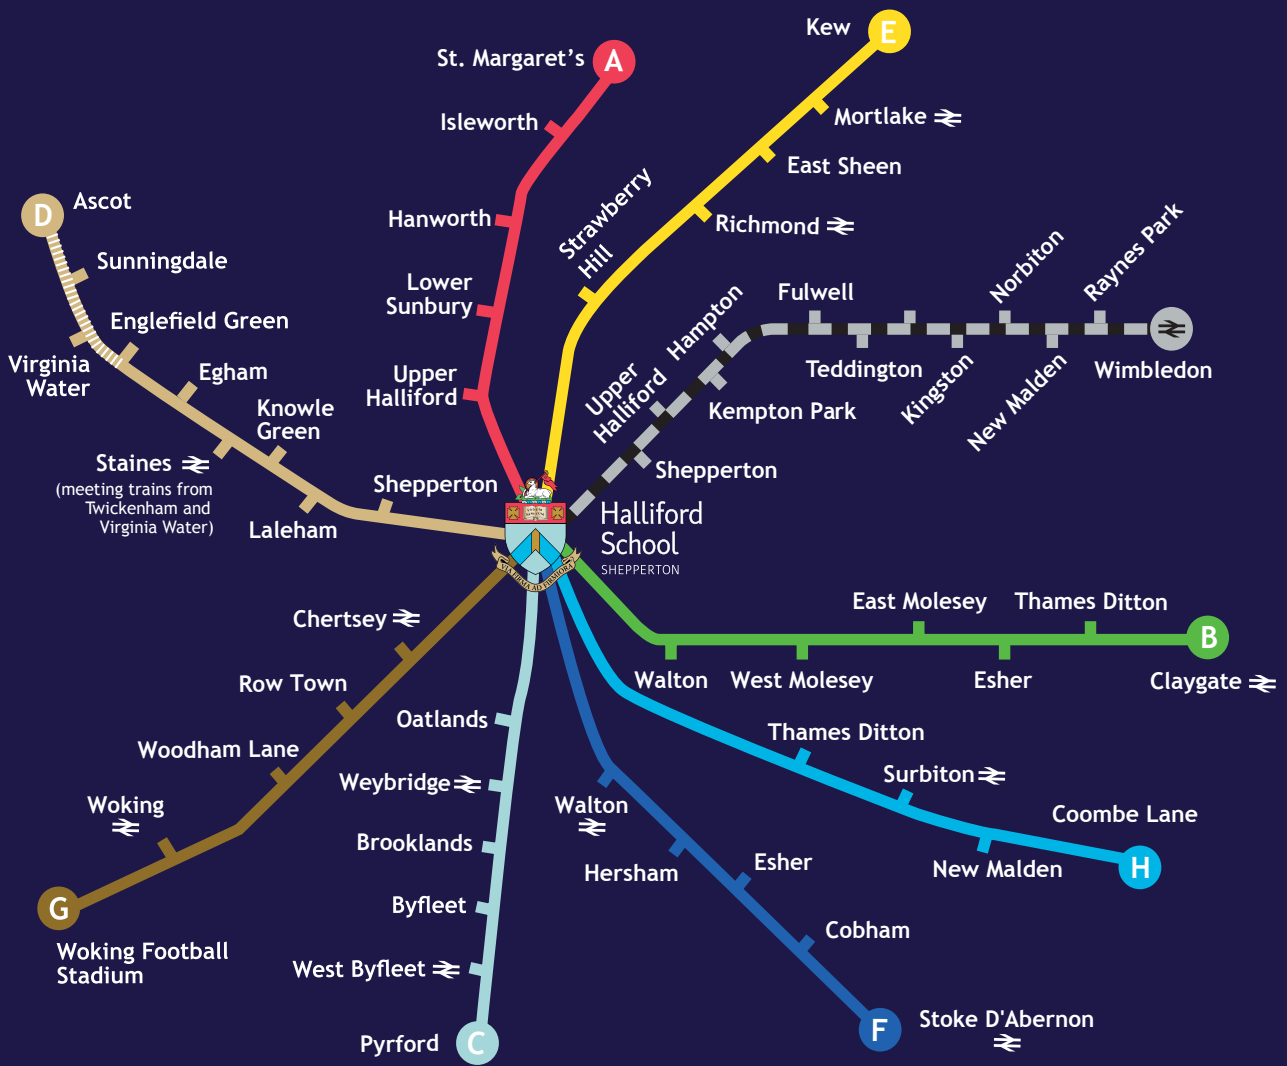 Kew
E
St. Margaret's
A
Isleworth
Mortlake
East Sheen
Strawberry
Hill
Richmond
Ascot
D
Hanworth
Sunningdale
Lower
Sunbury
Englefield Green
Virginia
Water
Egham
Upper
Halliford
Knowle
Green
Staines
(meeting trains from
Twickenham and
Virginia Water)
Laleham
Shepperton
Hampton
Fulwell
Norbiton
Raynes Park
Upper
Halliford
Kempton Park
Teddington
Kingston
New Malden
Wimbledon
Shepperton
Halliford
School
SHEPPERTON
VIA FIRMA AD FIRMIORA
Chertsey
Row Town
Woodham Lane
Woking
G
Woking Football
Stadium
Oatlands
Weybridge
Brooklands
Byfleet
West Byfleet
Pyrford
C
East Molesey
Thames Ditton
B
Walton
West Molesey
Esher
Claygate
Thames Ditton
Surbiton
Coombe Lane
New Malden
H
Walton
Hersham
Esher
Cobham
F
Stoke D'Abernon